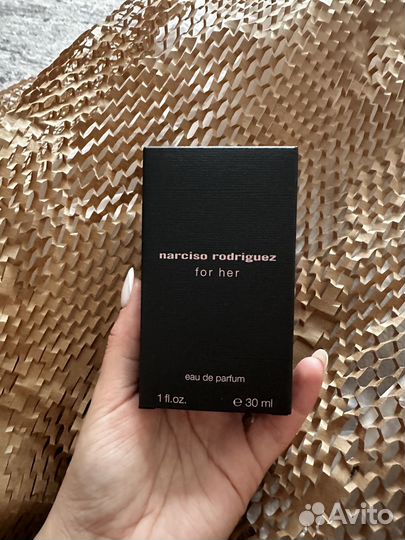 narciso rodriguez
for her
eau de parfum
1 fl.oz. ℮ 30 ml
Avito